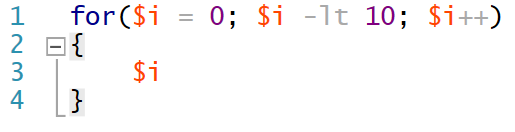 1 for($i = 0; $i -lt 10; $i++)
2 {
3     $i
4 }